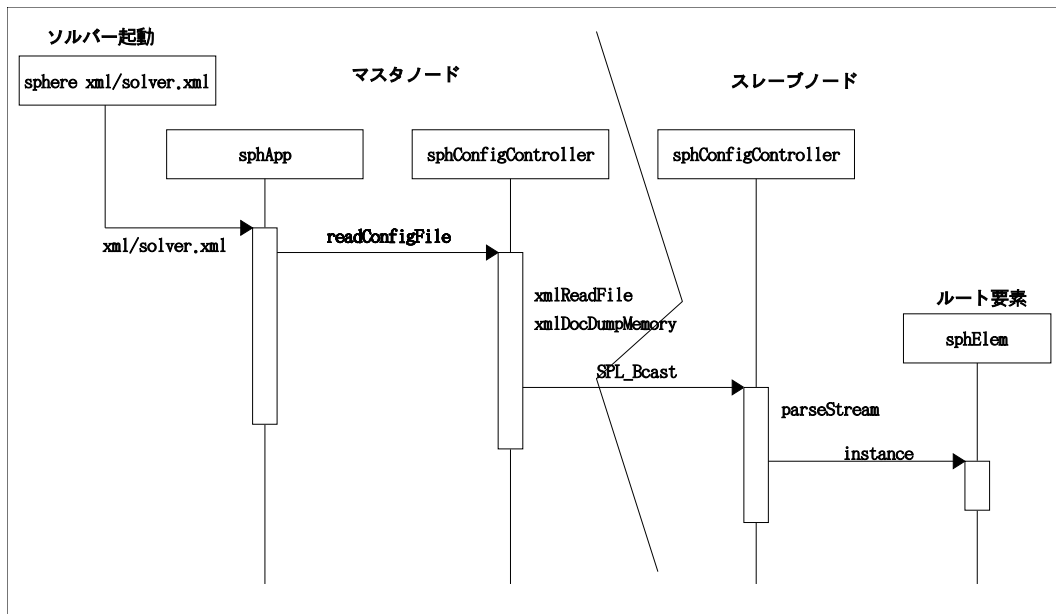 ソルバー起動
sphere xml/solver.xml
マスタノード
スレーブノード
sphApp
sphConfigController
sphConfigController
xml/solver.xml
readConfigFile
xmlReadFile
xmlDocDumpMemory
ルート要素
sphElem
SPL_Bcast
parseStream
instance